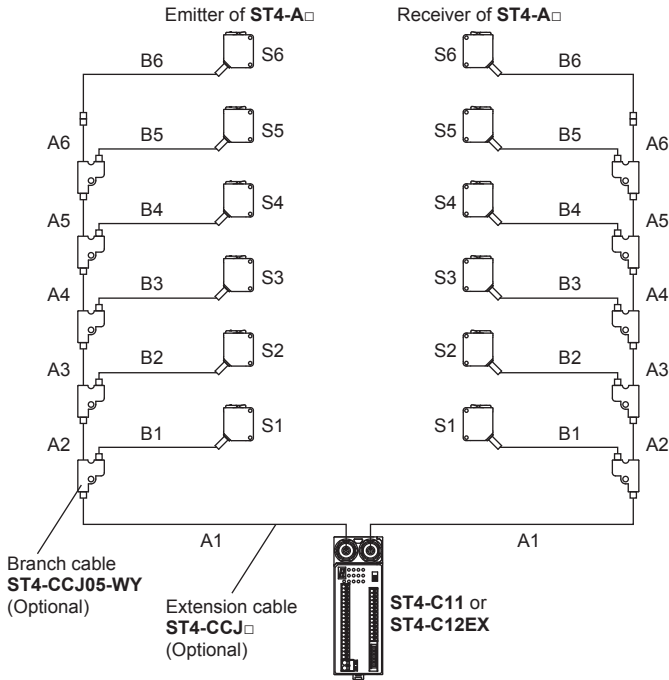 Emitter of ST4-A□
Receiver of ST4-A□
B6
S6
S6
B6
A6
B5
S5
S5
B5
A6
A5
B4
S4
S4
B4
A5
A4
B3
S3
S3
B3
A4
A3
B2
S2
S2
B2
A3
A2
B1
S1
S1
B1
A2
A1
A1
Branch cable
ST4-CCJ05-WY
(Optional)
Extension cable
ST4-CCJ□
(Optional)
ST4-C11 or
ST4-C12EX